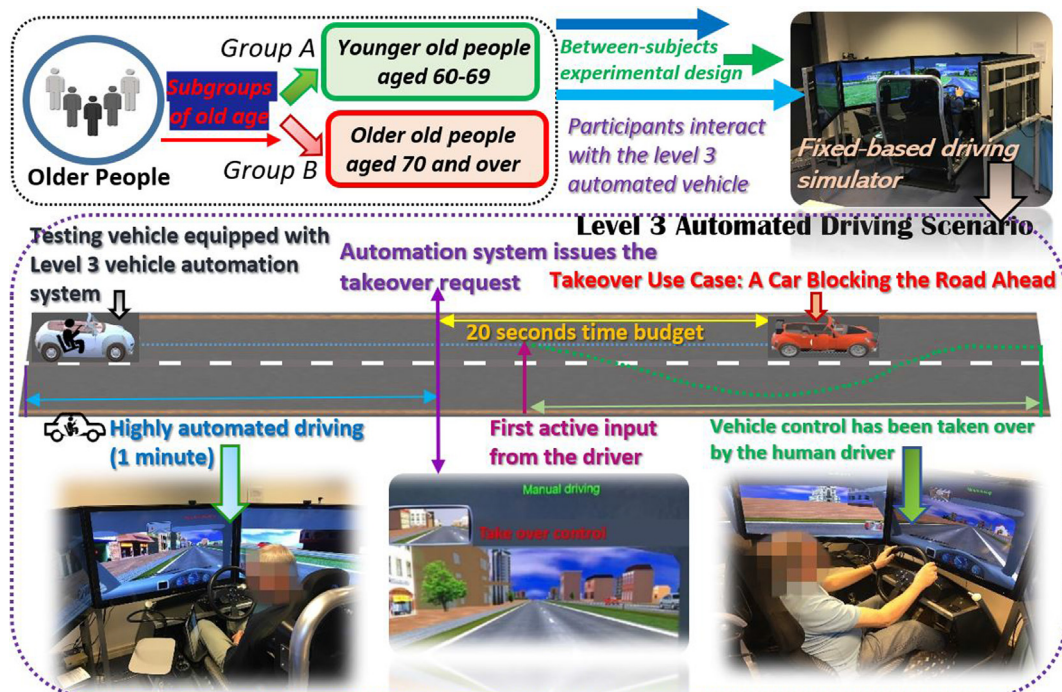 Group A
Younger old people
aged 60-69
Subgroups
of old age
Group B
Older old people
aged 70 and over
Older People
Between-subjects
experimental design
Participants interact
with the level 3
automated vehicle
Fixed-based driving
simulator
Level 3 Automated Driving Scenario
Testing vehicle equipped with
Level 3 vehicle automation
system
Automation system issues the
takeover request
Takeover Use Case: A Car Blocking the Road Ahead
20 seconds time budget
Highly automated driving
(1 minute)
First active input
from the driver
Vehicle control has been taken over
by the human driver
Manual driving
Take over control